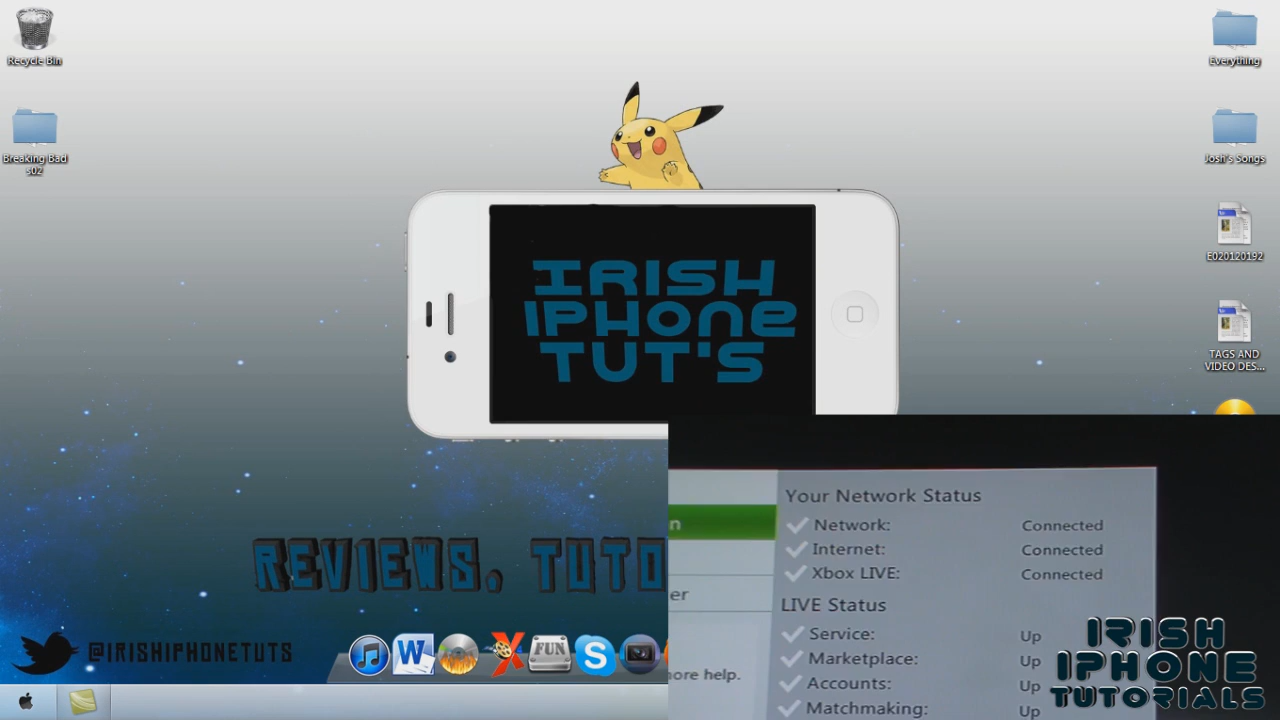 Recycle Bin
Everything
Breaking Bad
s02
Josh's Songs
E020120192
TAGS AND
VIDEO DES...
IRISH
IPHONE
TUT'S
REVIEWS. TUTO
@IRISHIPHONETUTS
W
X
FUN
S
n
er
ore help.
Your Network Status
Network: Connected
Internet: Connected
Xbox LIVE: Connected
LIVE Status
Service: Up
Marketplace: Up
Accounts: Up
Matchmaking: Up
IRISH
IPHONE
TUTORIALS